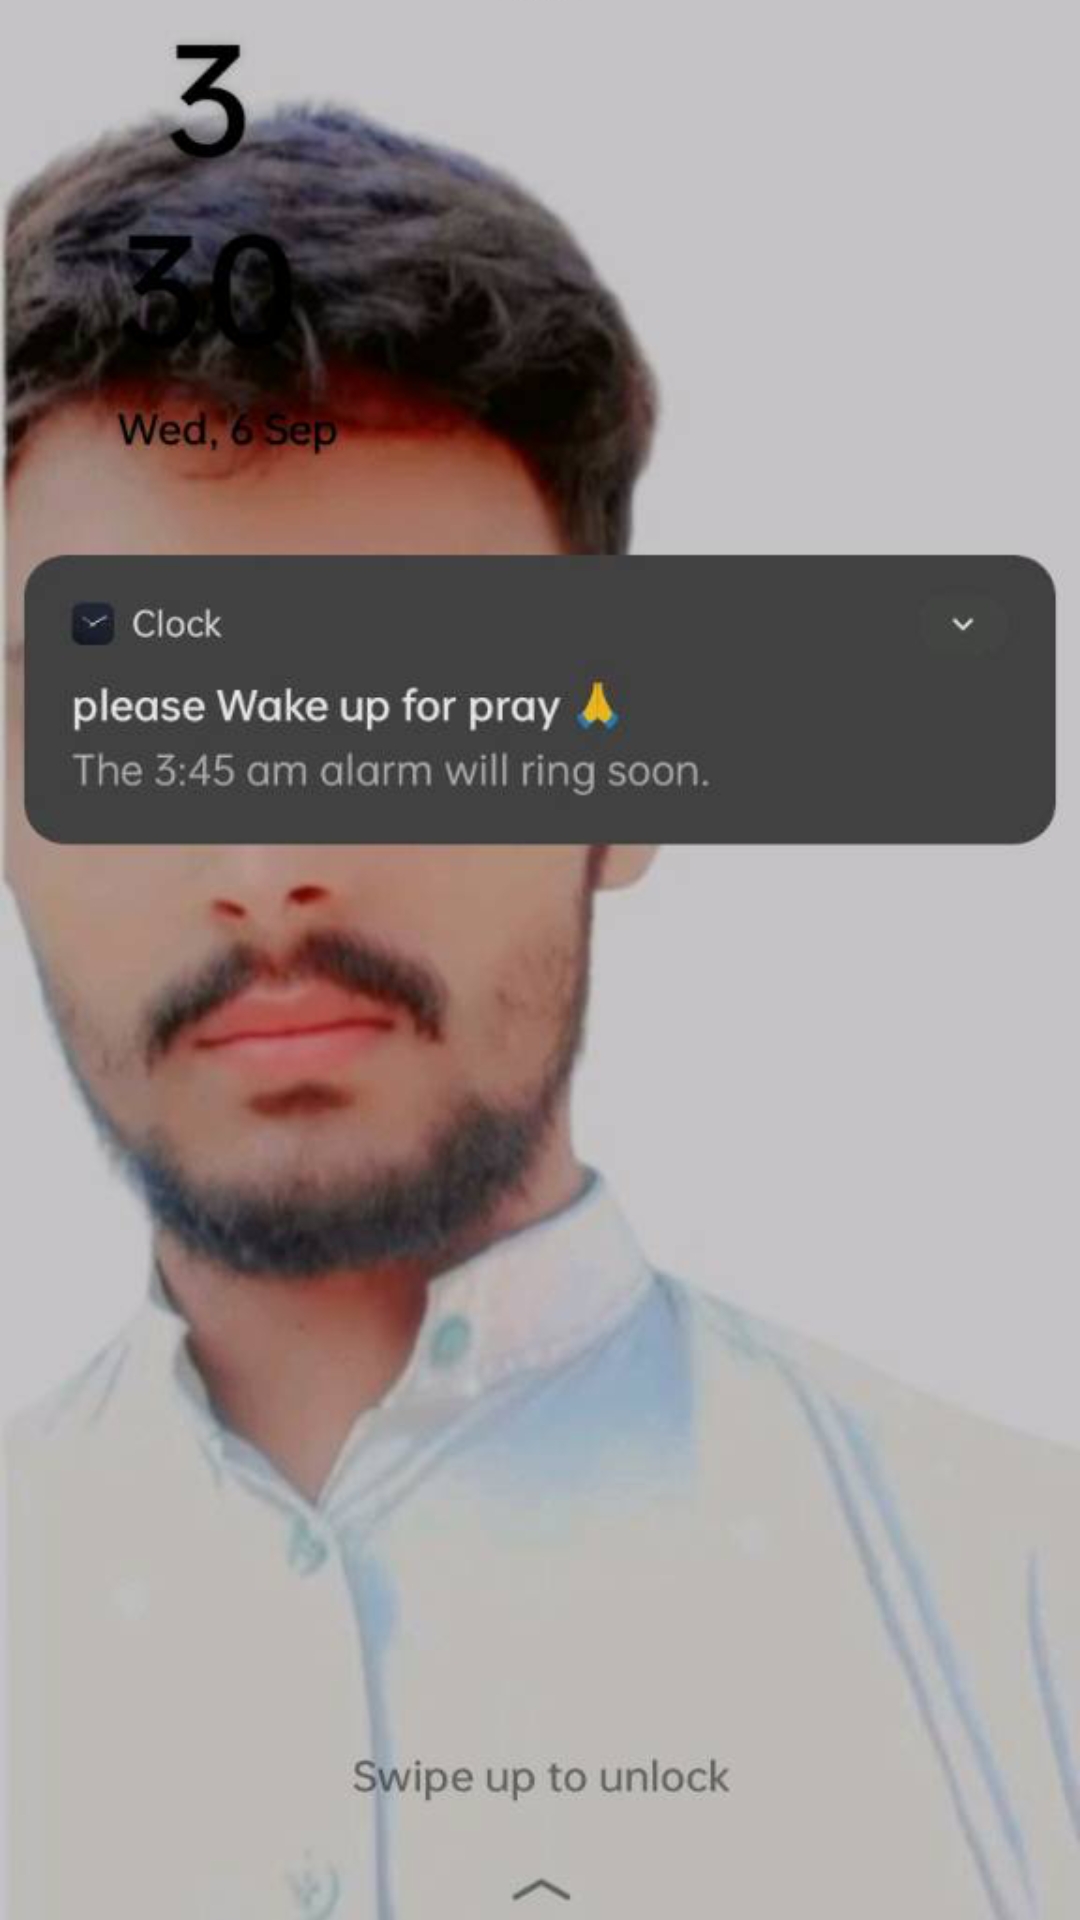 3
30
Wed, 6 Sep
Clock
please Wake up for pray 🙏
The 3:45 am alarm will ring soon.
Swipe up to unlock